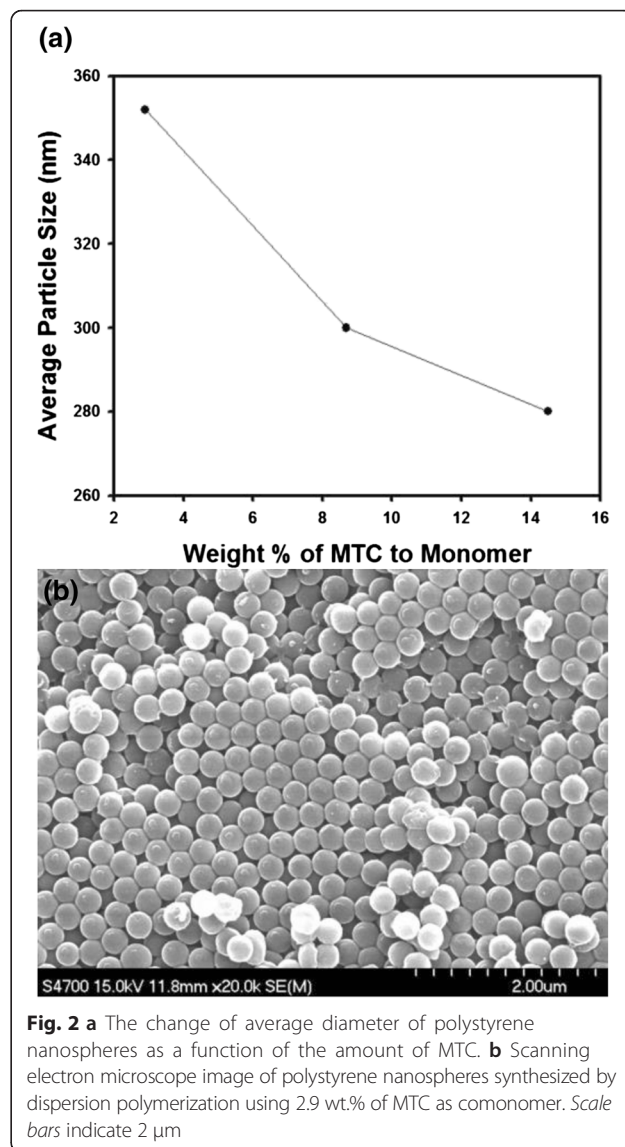 (a)
360
340
320
300
280
260
Average Particle Size (nm)
2 4 6 8 10 12 14 16
Weight % of MTC to Monomer
(b)
S4700 15.0kV 11.8mm x20.0k SE(M) 2.00um
Fig. 2 a The change of average diameter of polystyrene
nanospheres as a function of the amount of MTC. b Scanning
electron microscope image of polystyrene nanospheres synthesized by
dispersion polymerization using 2.9 wt.% of MTC as comonomer. Scale
bars indicate 2 μm